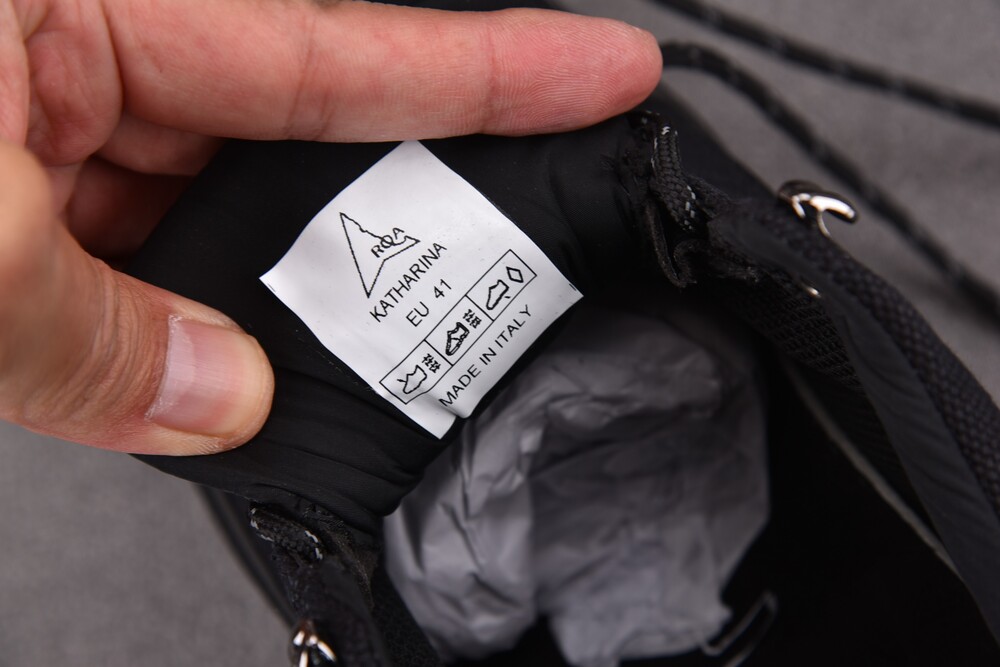 ROA
KATHARINA
EU 41
MADE IN ITALY